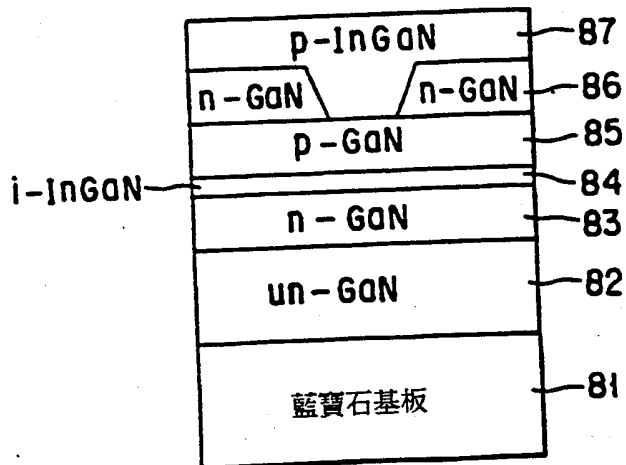 p-InGaN 87
n-GaN n-GaN 86
p-GaN 85
i-InGaN 84
n-GaN 83
un-GaN 82
藍寶石基板 81